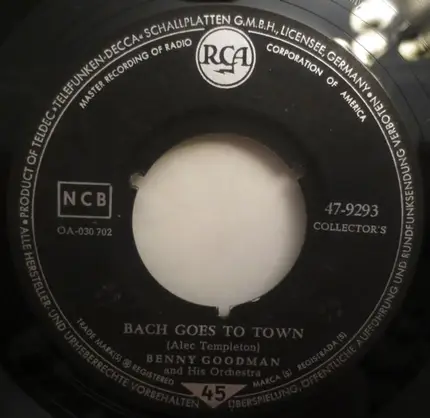 PRODUCT OF TELDEC •TELEFUNKEN-DECCA• SCHALLPLATTEN G.M.B.H., LICENSEE, GERMANY
MASTER RECORDING OF RADIO CORPORATION OF AMERICA
RCA
NCB
OA-030 702
47-9293
COLLECTOR'S
BACH GOES TO TOWN
(Alec Templeton)
BENNY GOODMAN
and His Orchestra
TRADE MARK(S) ® REGISTERED MARCA (S) REGISTRADA (S)
45
ALLE HERSTELLER- UND URHEBERRECHTE VORBEHALTEN
ÜBERSPIELUNG, ÖFFENTLICHE AUFFÜHRUNG UND RUNDFUNKSENDUNG VERBOTEN